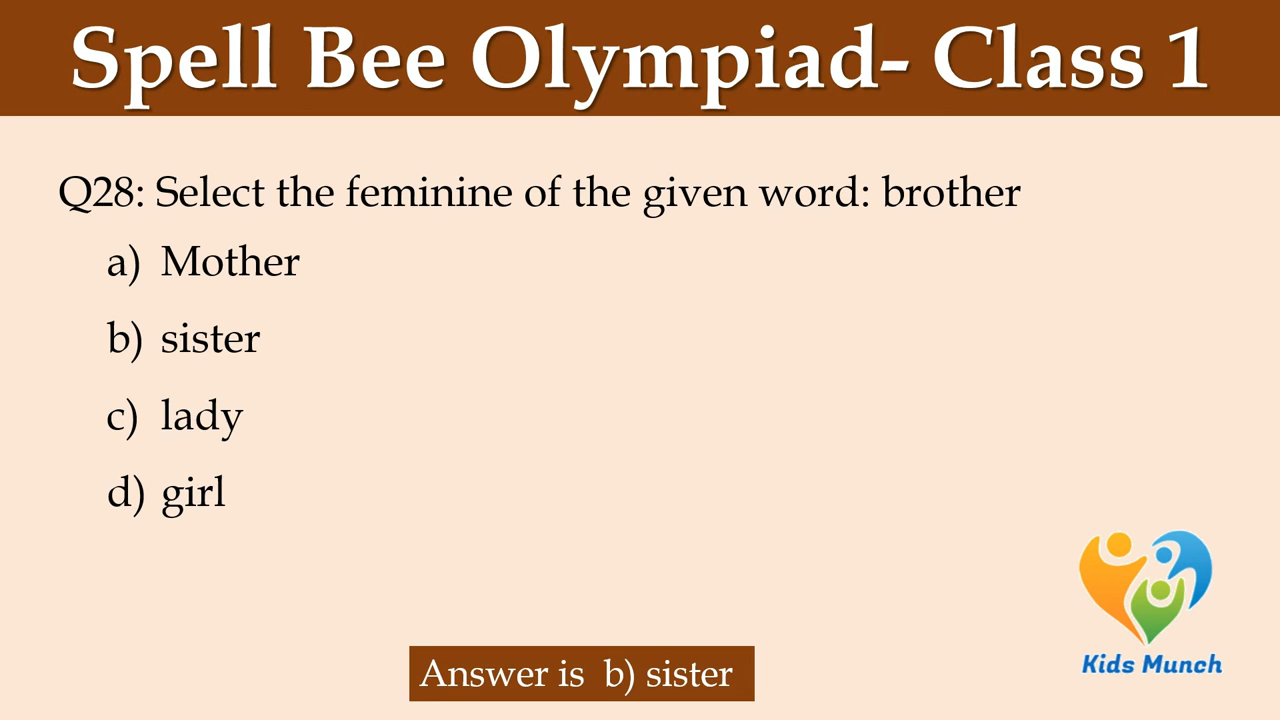 Spell Bee Olympiad- Class 1
Q28: Select the feminine of the given word: brother
a) Mother
b) sister
c) lady
d) girl
Kids Munch
Answer is b) sister